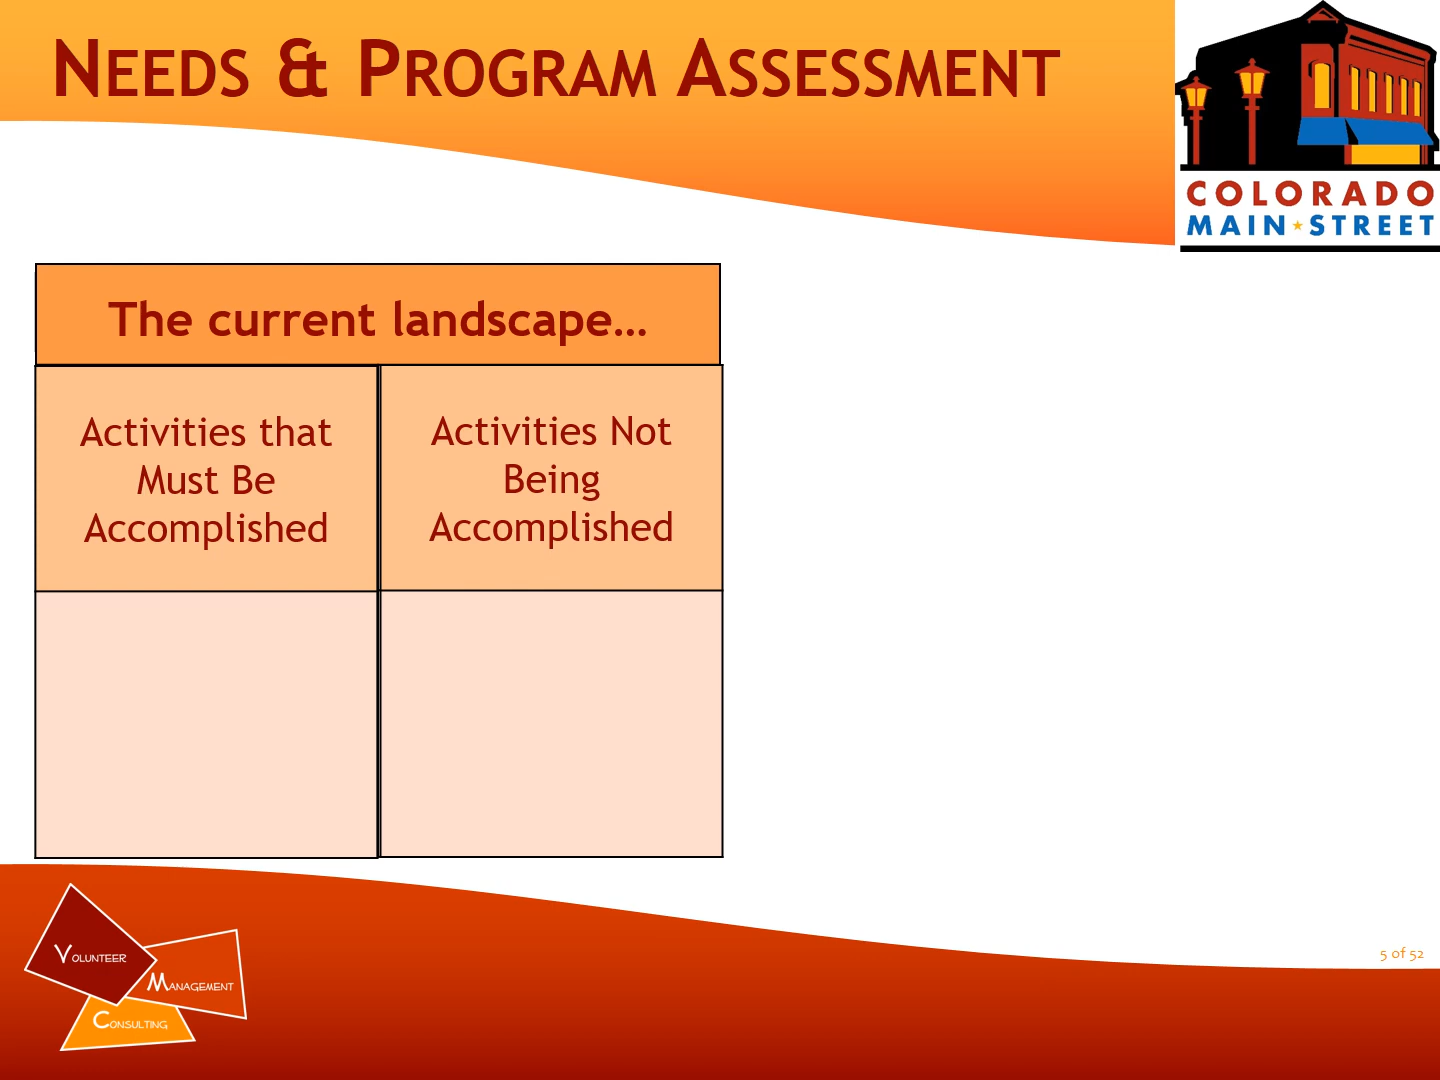 NEEDS & PROGRAM ASSESSMENT
COLORADO
MAIN STREET
The current landscape…
Activities that
Must Be
Accomplished
Activities Not
Being
Accomplished
VOLUNTEER
MANAGEMENT
CONSULTING
5 of 52